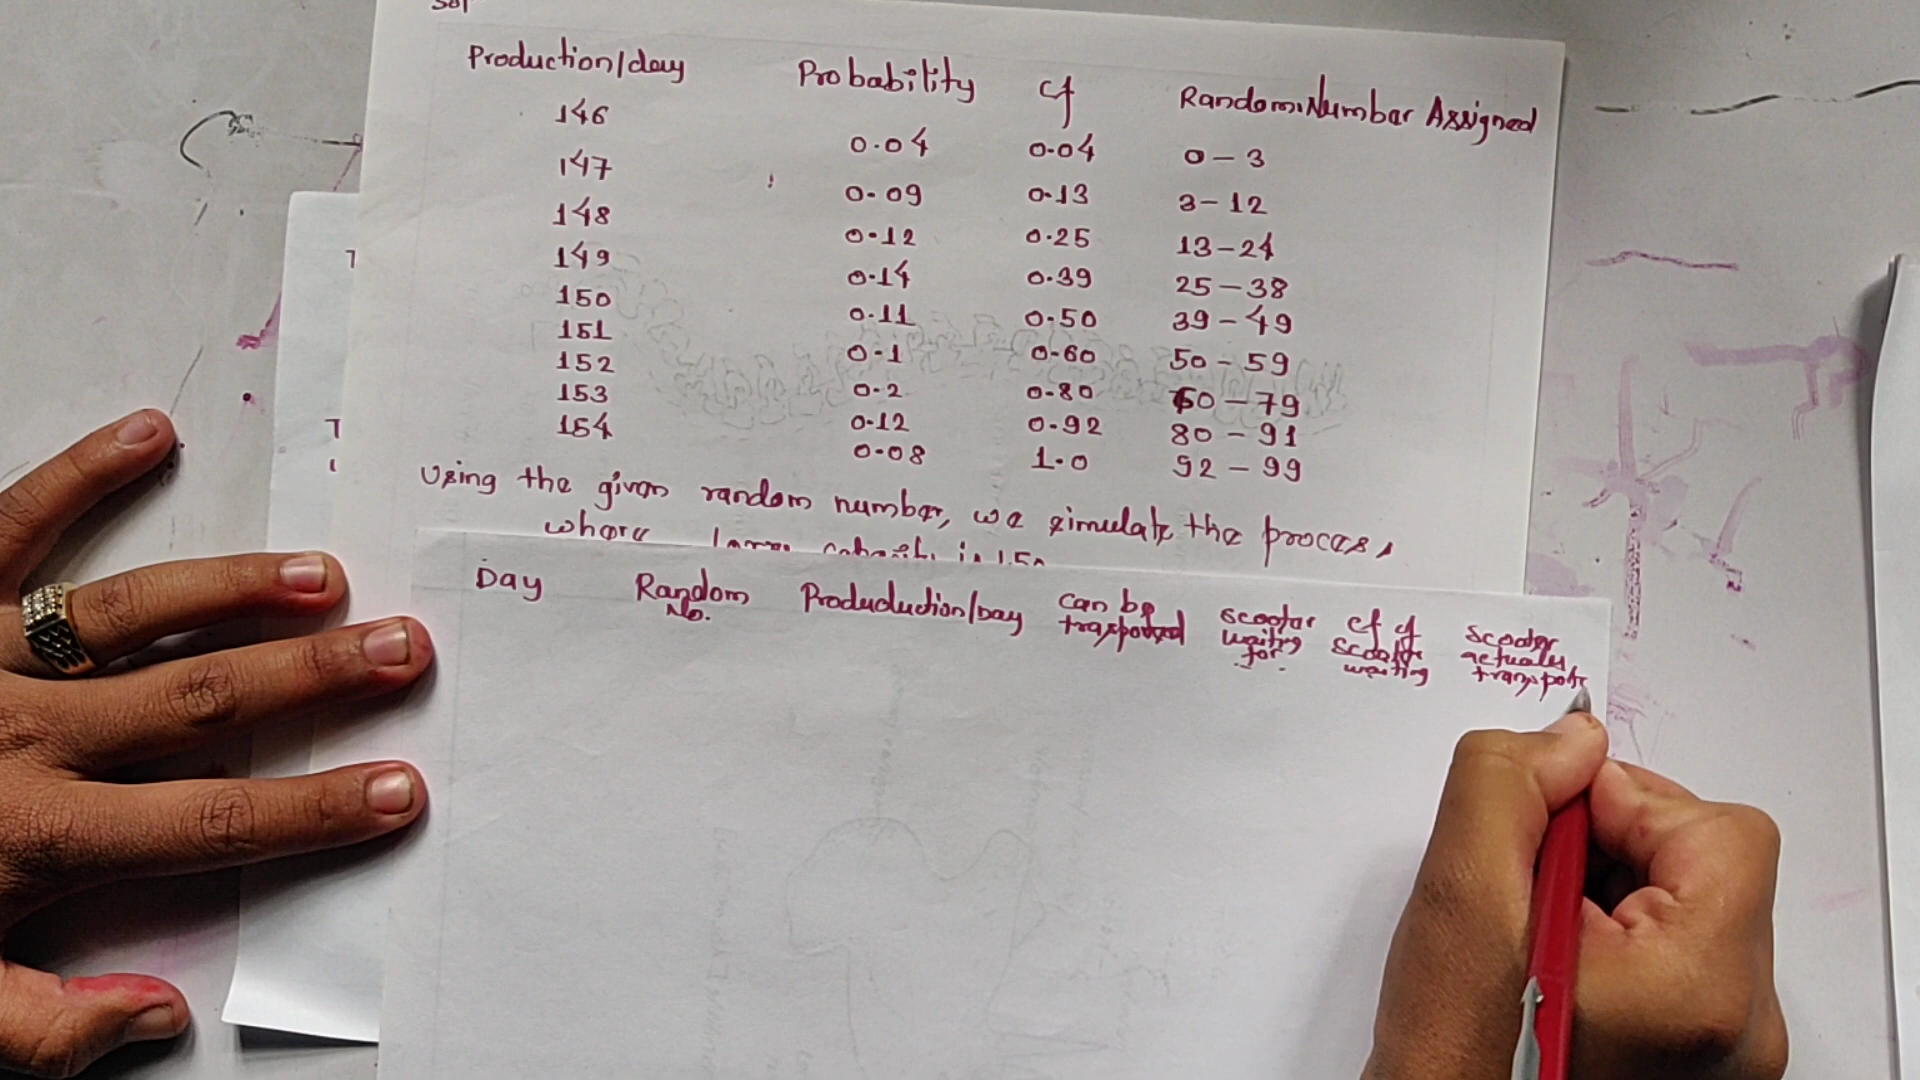 Sol
Production/day Probability cf Random Number Assigned
146 0.04 0.04 0-3
147 0.09 0.13 3-12
148 0.12 0.25 13-24
149 0.14 0.39 25-38
150 0.11 0.50 39-49
151 0.1 0.60 50-59
152 0.2 0.80 60-79
153 0.12 0.92 80-91
154 0.08 1.0 92-99
Using the given random number, we simulate the process,
where is 150
Day Random No. Produduction/Day can be scooter waiting for cf of scooter waiting scooter actually